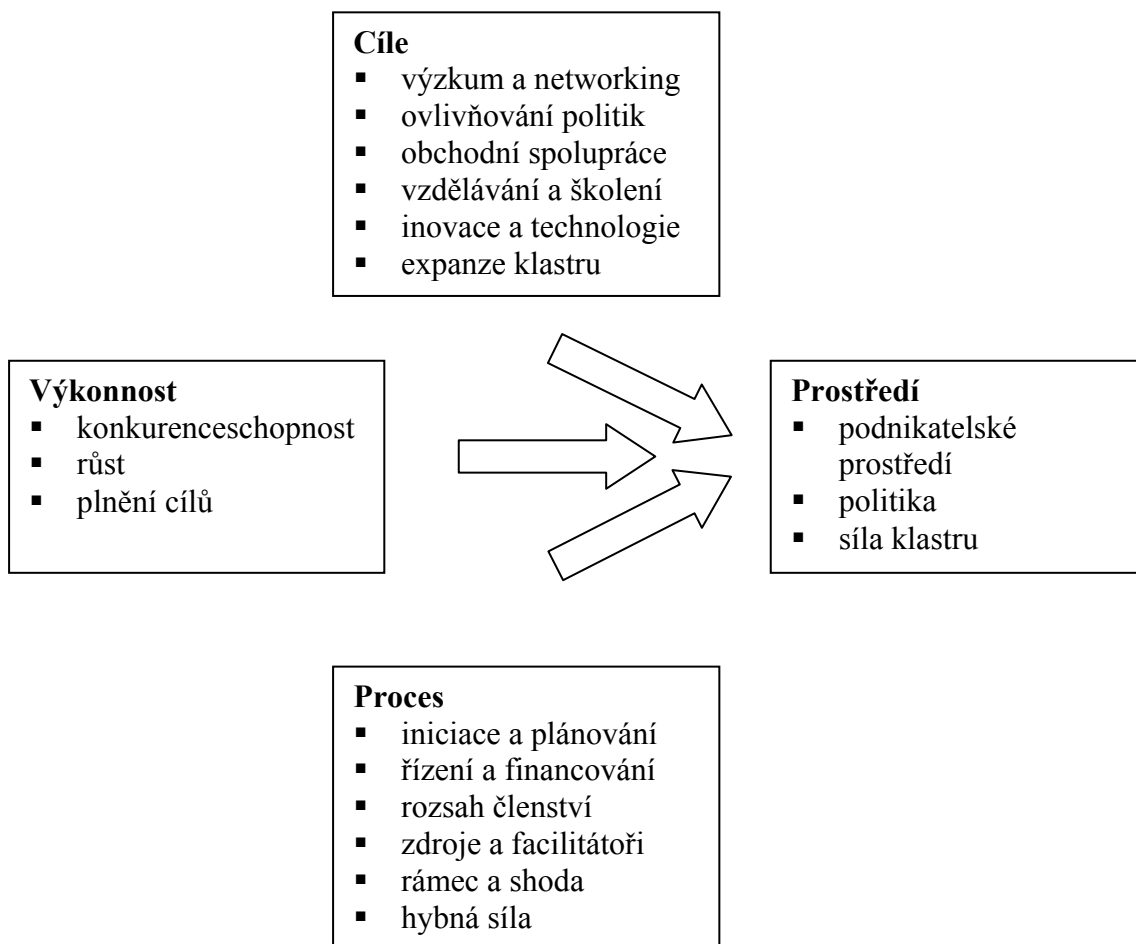 Cíle
▪ výzkum a networking
▪ ovlivňování politik
▪ obchodní spolupráce
▪ vzdělávání a školení
▪ inovace a technologie
▪ expanze klastru
Výkonnost
▪ konkurenceschopnost
▪ růst
▪ plnění cílů
Prostředí
▪ podnikatelské
prostředí
▪ politika
▪ síla klastru
Proces
▪ iniciace a plánování
▪ řízení a financování
▪ rozsah členství
▪ zdroje a facilitátoři
▪ rámec a shoda
▪ hybná síla